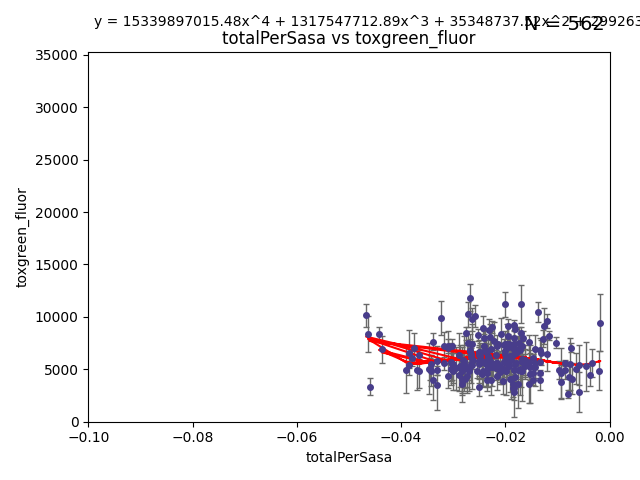 y = 15339897015.48x^4 + 1317547712.89x^3 + 35348737.
N = 562
totalPerSasa vs toxgreen_fluor
35000
30000
25000
20000
15000
10000
5000
0
toxgreen_fluor
−0.10
−0.08
−0.06
−0.04
−0.02
0.00
totalPerSasa